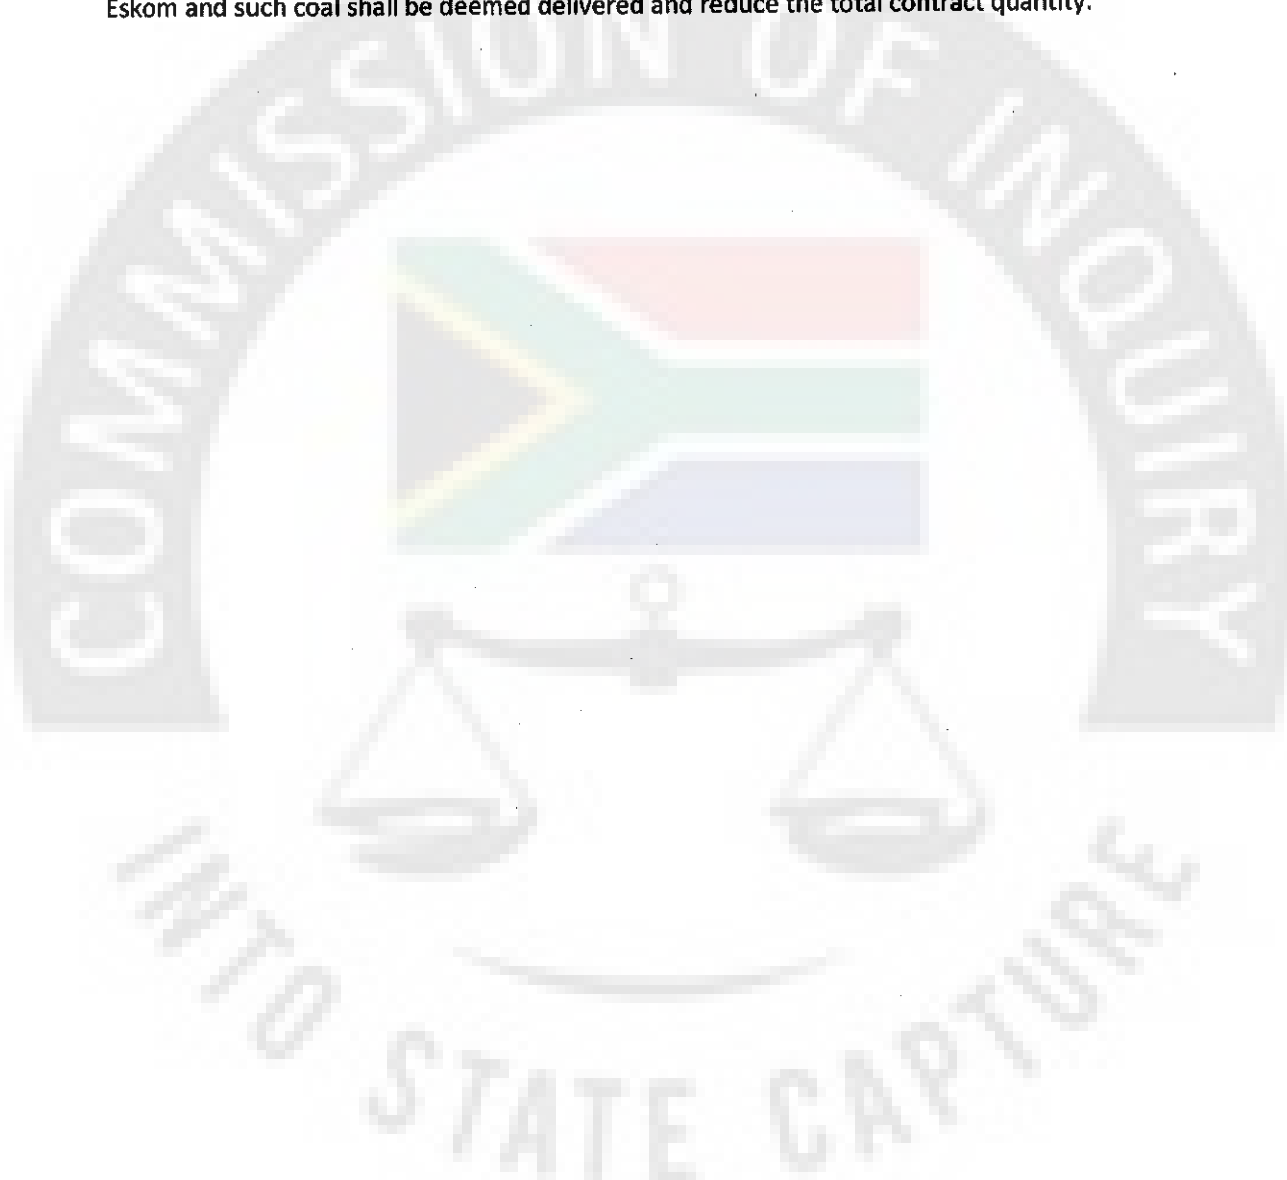 Eskom and such coal shall be deemed delivered and reduce the total contract quantity.
COMMISSION OF INQUIRY
INTO STATE CAPTURE